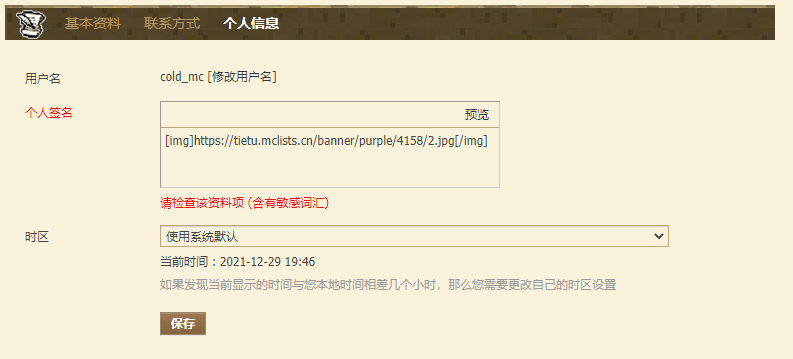 基本资料 联系方式 个人信息
用户名 cold_mc [修改用户名]
个人签名 预览
[img]https://tietu.mclists.cn/banner/purple/4158/2.jpg[/img]
请检查该资料项 (含有敏感词汇)
时区 使用系统默认
当前时间：2021-12-29 19:46
如果发现当前显示的时间与您本地时间相差几个小时，那么您需要更改自己的时区设置
保存